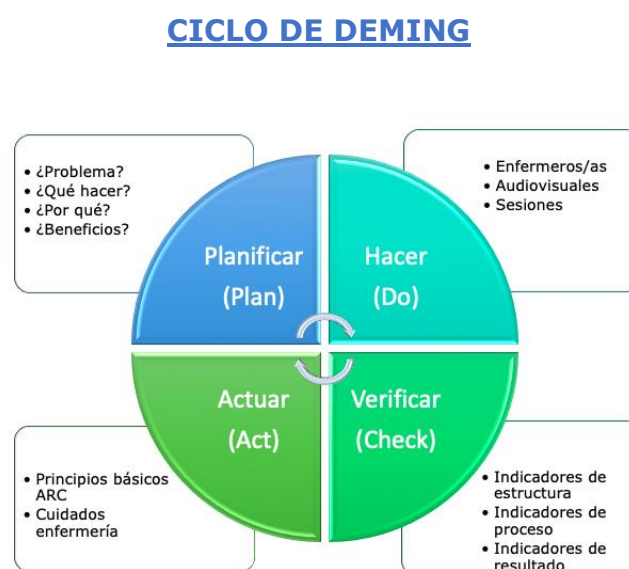 CICLO DE DEMING
• ¿Problema?
• ¿Qué hacer?
• ¿Por qué?
• ¿Beneficios?
• Enfermeros/as
• Audiovisuales
• Sesiones
Planificar
(Plan)
Hacer
(Do)
Actuar
(Act)
Verificar
(Check)
• Principios básicos
ARC
• Cuidados
enfermería
• Indicadores de
estructura
• Indicadores de
proceso
• Indicadores de
resultado